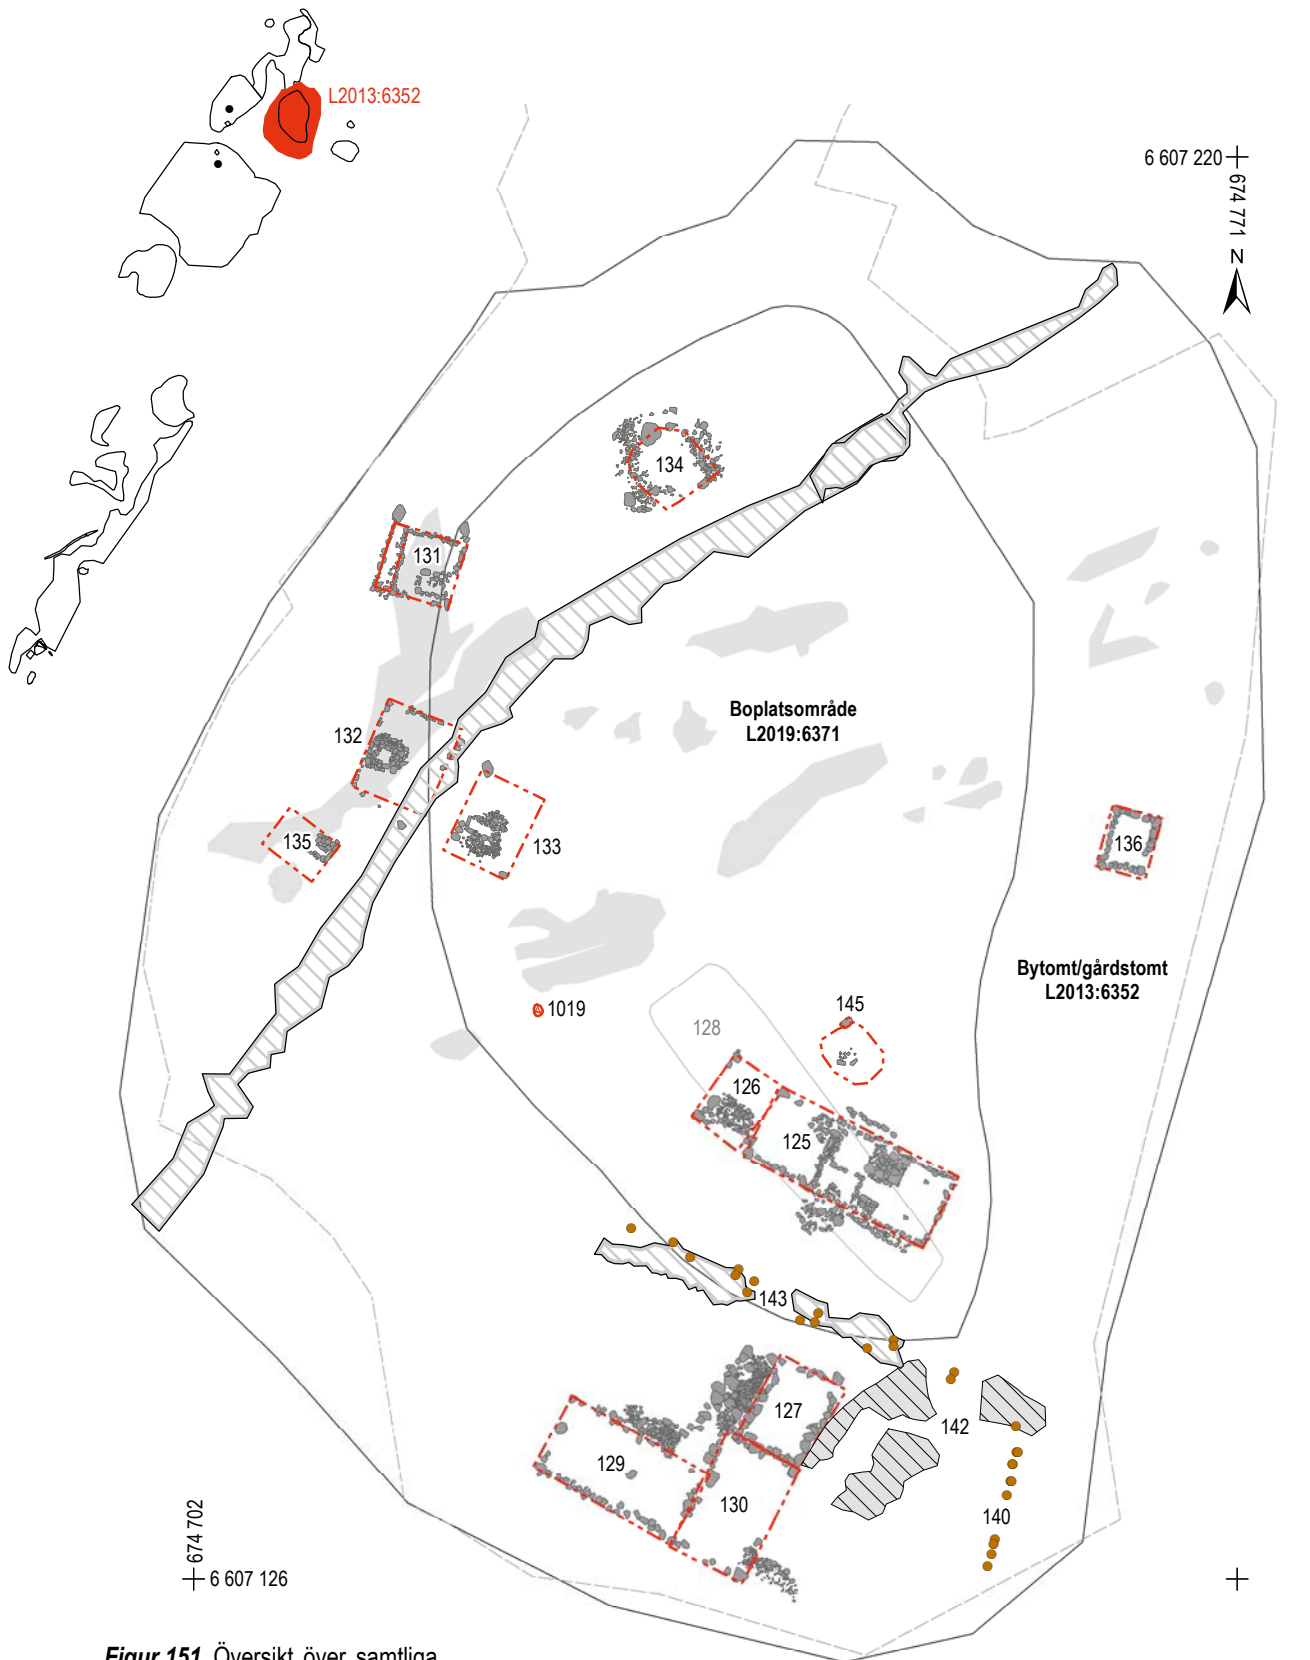 L2013:6352
6 607 220
674 771
N
134
131
Boplatsområde
L2019:6371
132
133
135
136
Bytomt/gårdstomt
L2013:6352
1019
145
128
126
125
143
127
142
129
130
140
674 702
6 607 126
Figur 151. Översikt över samtliga